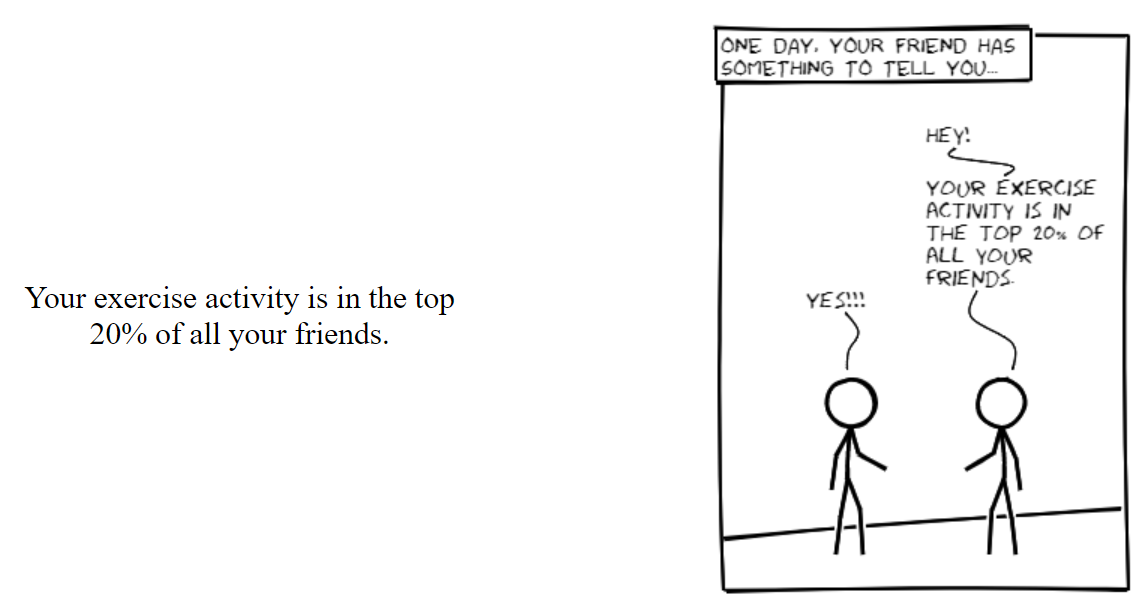 Your exercise activity is in the top
20% of all your friends.
ONE DAY, YOUR FRIEND HAS
SOMETHING TO TELL YOU...
HEY!
YOUR EXERCISE
ACTIVITY IS IN
THE TOP 20% OF
ALL YOUR
FRIENDS.
YES!!!